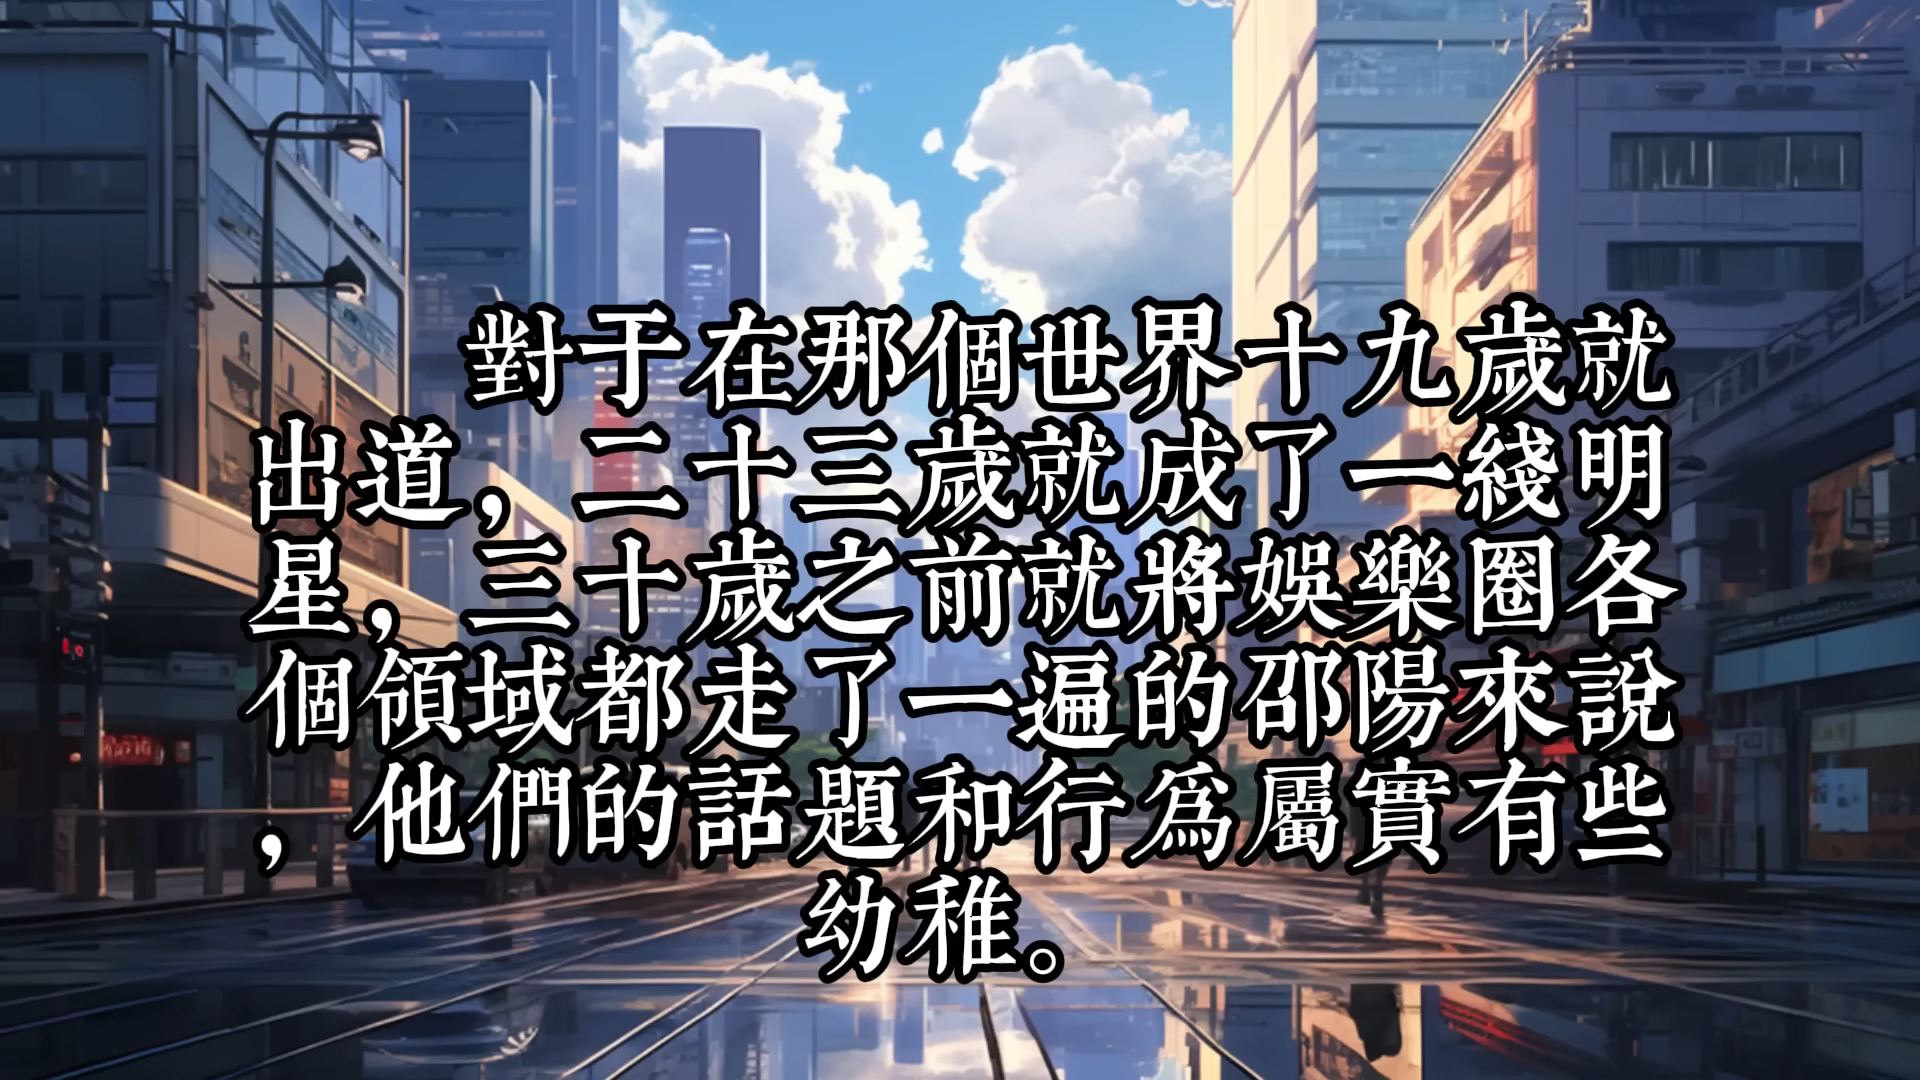 對于在那個世界十九歲就
出道，二十三歲就成了一綫明
星，三十歲之前就將娛樂圈各
個領域都走了一遍的邵陽來說
，他們的話題和行爲屬實有些
幼稚。